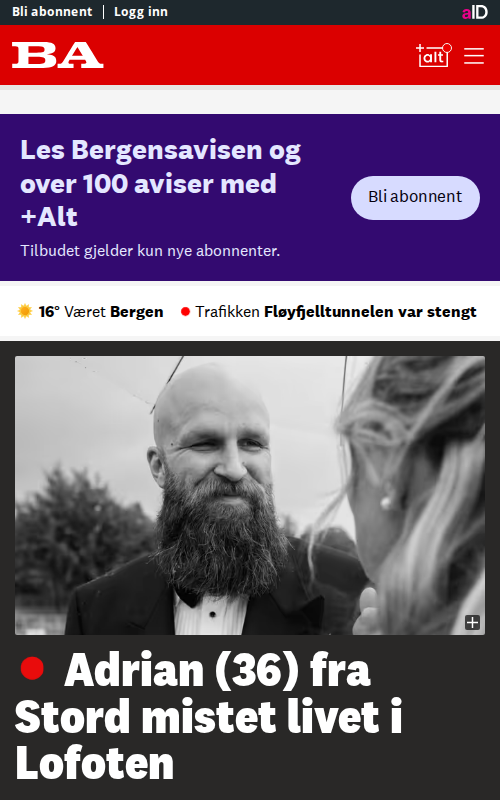 Bli abonnent
Logg inn
aID
BA
+alt
Les Bergensavisen og
over 100 aviser med
+Alt
Tilbudet gjelder kun nye abonnenter.
Bli abonnent
16° Været Bergen
Trafikken Fløyfjelltunnelen var stengt
Adrian (36) fra
Stord mistet livet i
Lofoten